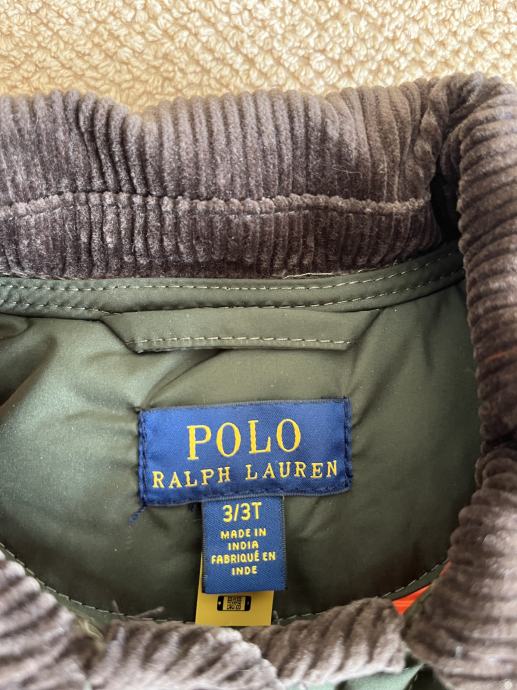 POLO
RALPH LAUREN
3/3T
MADE IN
INDIA
FABRIQUÉ EN
INDE